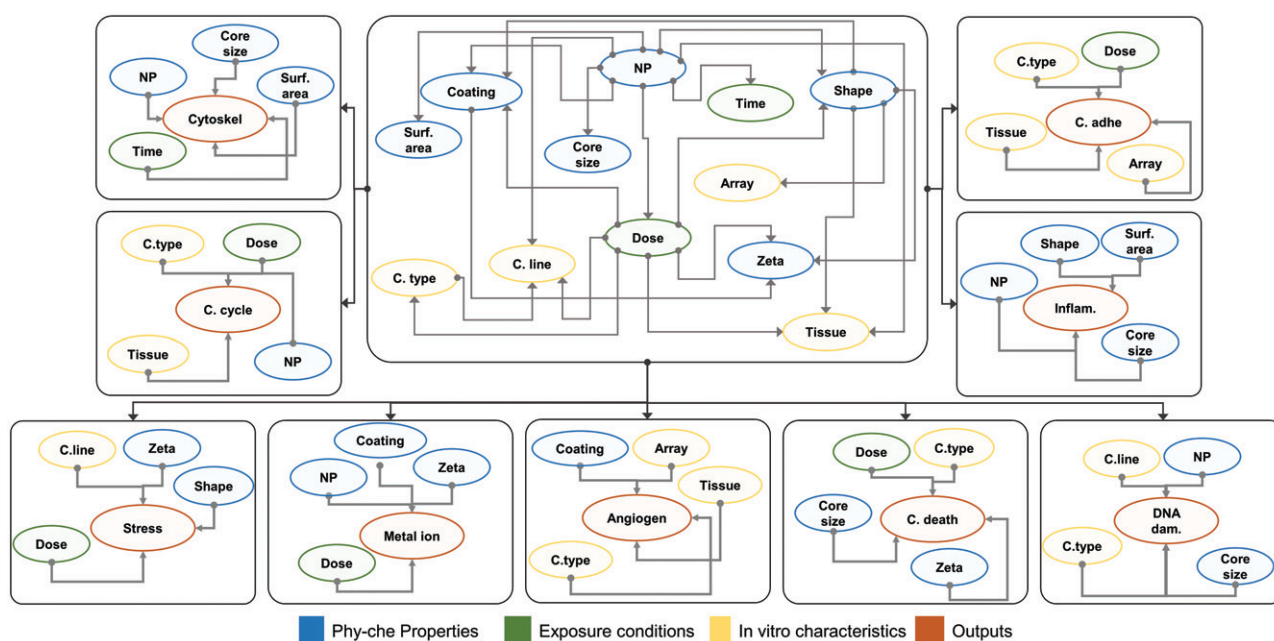 Core
size
NP
Surf.
area
Cytoskel
Time
NP
Coating
Time
Shape
Surf.
area
Core
size
Array
Dose
Zeta
C. type
C. line
Tissue
C.type
Dose
C. adhe
Tissue
Array
C.type
Dose
C. cycle
Tissue
NP
Shape
Surf.
area
NP
Inflam.
Core
size
C.line
Zeta
Shape
Stress
Dose
Coating
NP
Zeta
Metal ion
Dose
Coating
Array
Tissue
Angiogen
C.type
Dose
C.type
Core
size
C. death
Zeta
C.line
NP
DNA
dam.
C.type
Core
size
Phy-che Properties
Exposure conditions
In vitro characteristics
Outputs